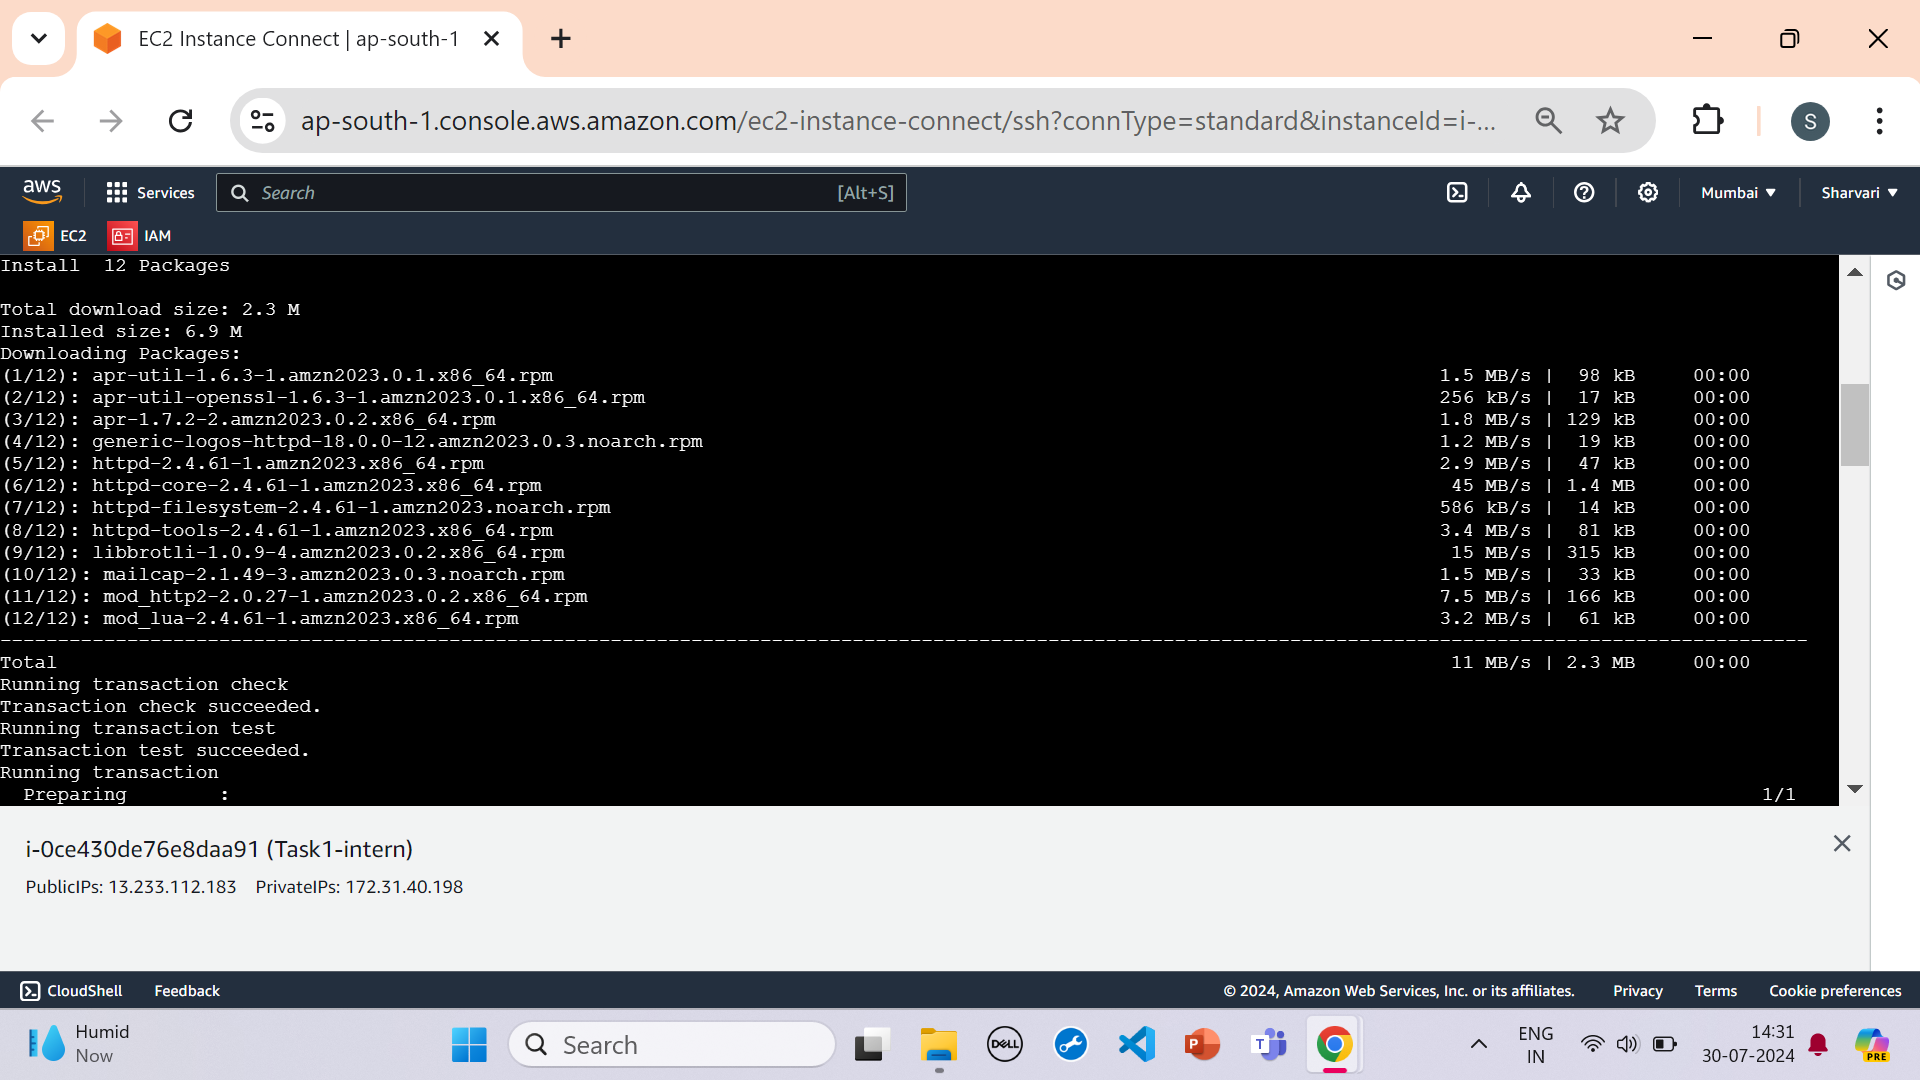 EC2 Instance Connect | ap-south-1
ap-south-1.console.aws.amazon.com/ec2-instance-connect/ssh?connType=standard&instanceId=i-...
S
aws
Services
Search
[Alt+S]
Mumbai
Sharvari
EC2
IAM
Install  12 Packages
Total download size: 2.3 M
Installed size: 6.9 M
Downloading Packages:
(1/12): apr-util-1.6.3-1.amzn2023.0.1.x86_64.rpm 1.5 MB/s |  98 kB 00:00
(2/12): apr-util-openssl-1.6.3-1.amzn2023.0.1.x86_64.rpm 256 kB/s |  17 kB 00:00
(3/12): apr-1.7.2-2.amzn2023.0.2.x86_64.rpm 1.8 MB/s | 129 kB 00:00
(4/12): generic-logos-httpd-18.0.0-12.amzn2023.0.3.noarch.rpm 1.2 MB/s |  19 kB 00:00
(5/12): httpd-2.4.61-1.amzn2023.x86_64.rpm 2.9 MB/s |  47 kB 00:00
(6/12): httpd-core-2.4.61-1.amzn2023.x86_64.rpm 45 MB/s | 1.4 MB 00:00
(7/12): httpd-filesystem-2.4.61-1.amzn2023.noarch.rpm 586 kB/s |  14 kB 00:00
(8/12): httpd-tools-2.4.61-1.amzn2023.x86_64.rpm 3.4 MB/s |  81 kB 00:00
(9/12): libbrotli-1.0.9-4.amzn2023.0.2.x86_64.rpm 15 MB/s | 315 kB 00:00
(10/12): mailcap-2.1.49-3.amzn2023.0.3.noarch.rpm 1.5 MB/s |  33 kB 00:00
(11/12): mod_http2-2.0.27-1.amzn2023.0.2.x86_64.rpm 7.5 MB/s | 166 kB 00:00
(12/12): mod_lua-2.4.61-1.amzn2023.x86_64.rpm 3.2 MB/s |  61 kB 00:00
--------------------------------------------------------------------------------
Total 11 MB/s | 2.3 MB 00:00
Running transaction check
Transaction check succeeded.
Running transaction test
Transaction test succeeded.
Running transaction
Preparing        : 1/1
i-0ce430de76e8daa91 (Task1-intern)
PublicIPs: 13.233.112.183 PrivateIPs: 172.31.40.198
CloudShell
Feedback
© 2024, Amazon Web Services, Inc. or its affiliates.
Privacy
Terms
Cookie preferences
Humid
Now
Search
DELL
P
T
ENG
IN
14:31
30-07-2024
PRE